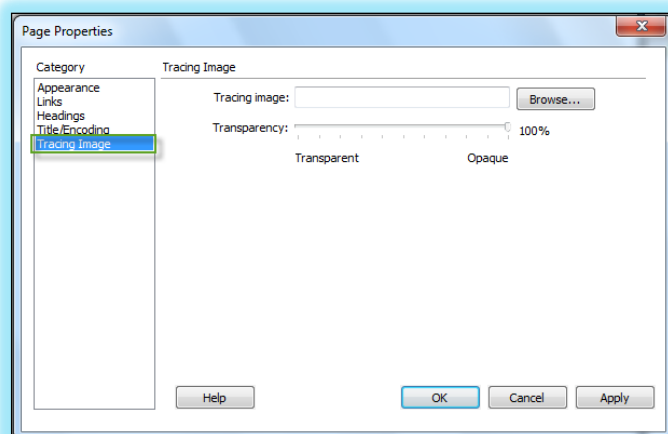 Page Properties
Category
Tracing Image
Appearance
Links
Headings
Title/Encoding
Tracing Image
Tracing image:
Browse...
Transparency:
100%
Transparent Opaque
Help OK Cancel Apply